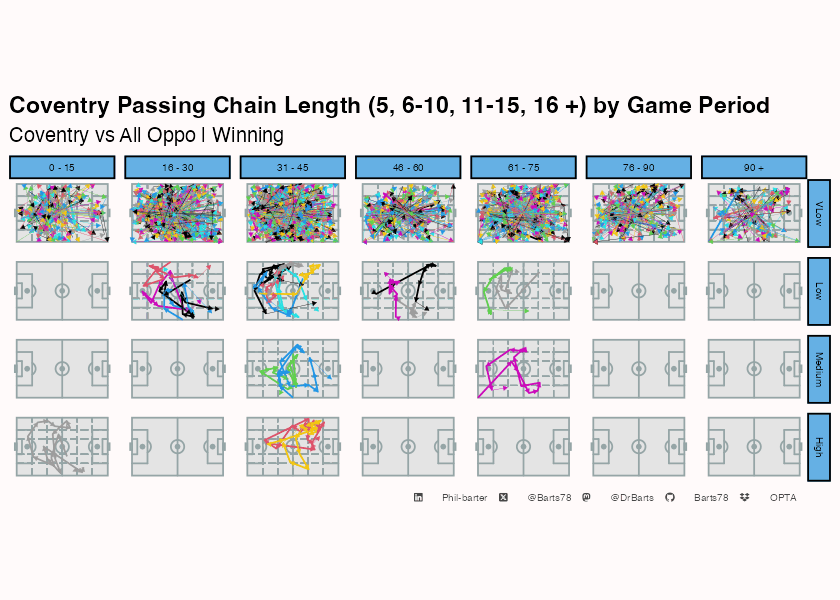 Coventry Passing Chain Length (5, 6-10, 11-15, 16 +) by Game Period
Coventry vs All Oppo | Winning
0 - 15 16 - 30 31 - 45 46 - 60 61 - 75 76 - 90 90 +
VLow
Low
Medium
High
Phil-barter @Barts78 @DrBarts Barts78 OPTA